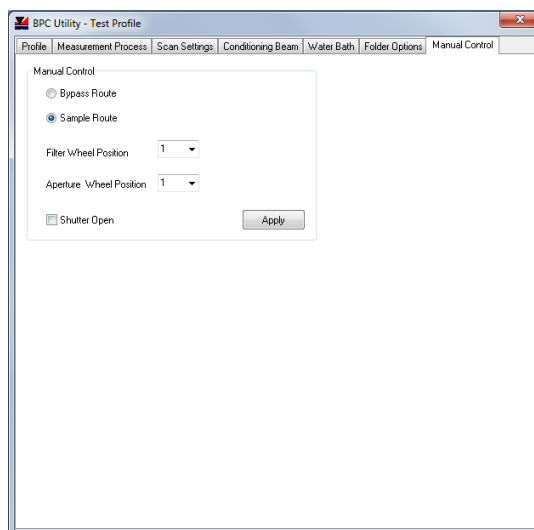 BPC Utility - Test Profile
Profile Measurement Process Scan Settings Conditioning Beam Water Bath Folder Options Manual Control
Manual Control
Bypass Route
Sample Route
Filter Wheel Position 1
Aperture Wheel Position 1
Shutter Open Apply